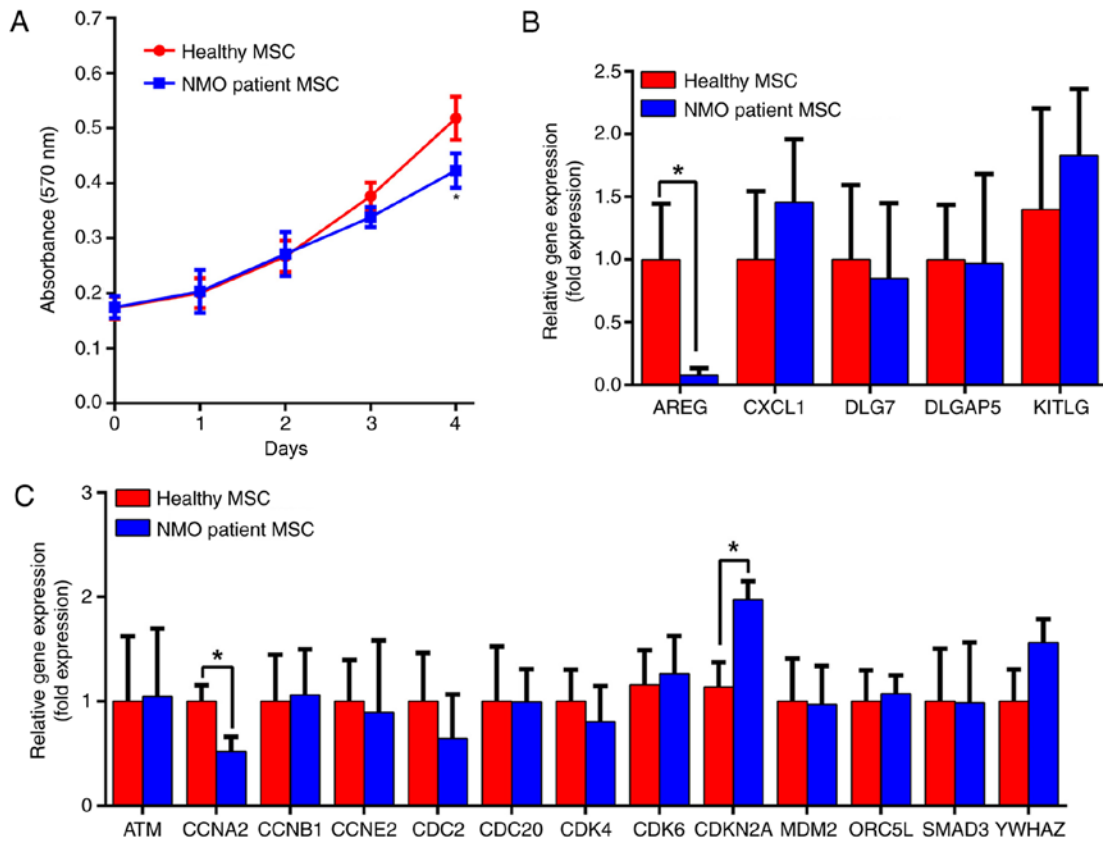 A
0.7
0.6
0.5
0.4
0.3
0.2
0.1
0.0
Absorbance (570 nm)
Healthy MSC
NMO patient MSC
*
0 1 2 3 4
Days
B
2.5
2.0
1.5
1.0
0.5
0.0
Relative gene expression
(fold expression)
Healthy MSC
NMO patient MSC
*
AREG CXCL1 DLG7 DLGAP5 KITLG
C
3
2
1
0
Relative gene expression
(fold expression)
Healthy MSC
NMO patient MSC
*
*
ATM CCNA2 CCNB1 CCNE2 CDC2 CDC20 CDK4 CDK6 CDKN2A MDM2 ORC5L SMAD3 YWHAZ